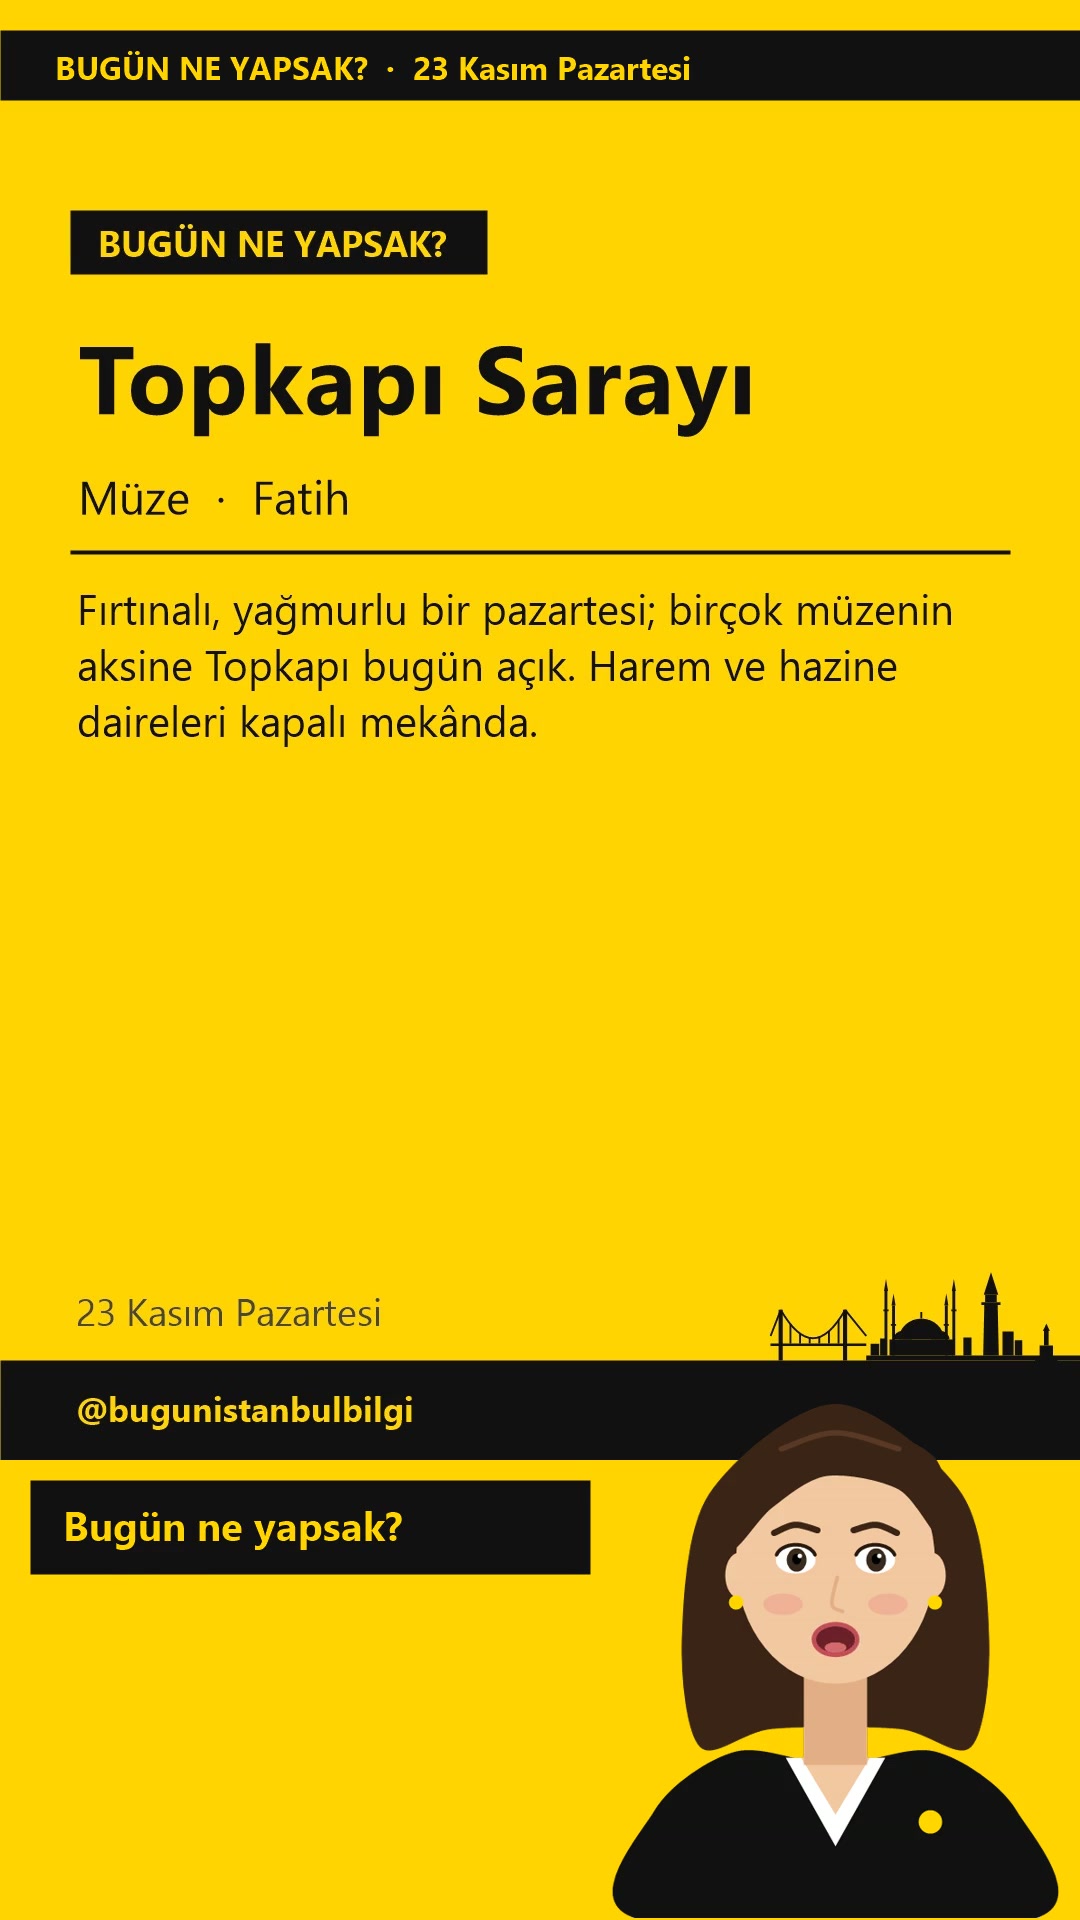 BUGÜN NE YAPSAK? · 23 Kasım Pazartesi
BUGÜN NE YAPSAK?
Topkapı Sarayı
Müze · Fatih
Fırtınalı, yağmurlu bir pazartesi; birçok müzenin
aksine Topkapı bugün açık. Harem ve hazine
daireleri kapalı mekânda.
23 Kasım Pazartesi
@bugunistanbulbilgi
Bugün ne yapsak?